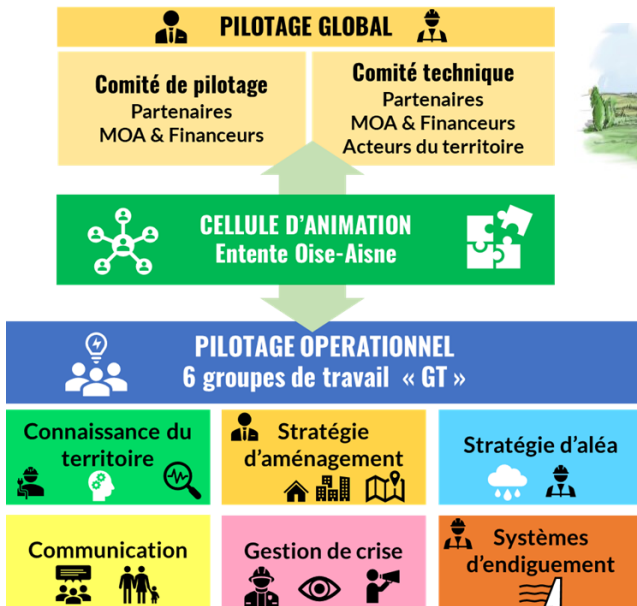 PILOTAGE GLOBAL
Comité de pilotage
Partenaires
MOA & Financeurs
Comité technique
Partenaires
MOA & Financeurs
Acteurs du territoire
CELLULE D'ANIMATION
Entente Oise-Aisne
PILOTAGE OPERATIONNEL
6 groupes de travail « GT »
Connaissance du
territoire
Stratégie
d'aménagement
Stratégie d'aléa
Communication
Gestion de crise
Systèmes
d'endiguement